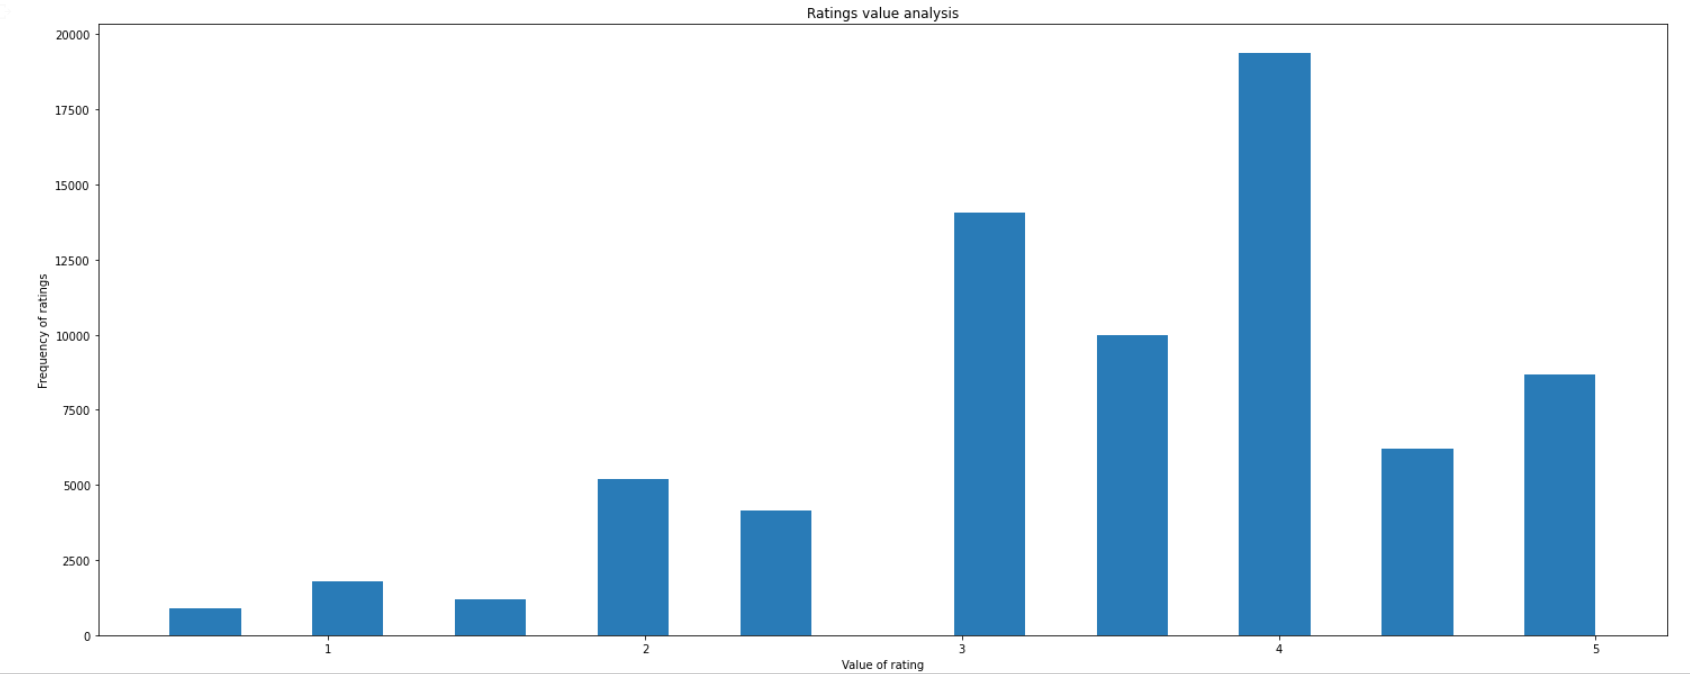 Ratings value analysis
20000
17500
15000
12500
10000
7500
5000
2500
0
Frequency of ratings
1 2 3 4 5
Value of rating